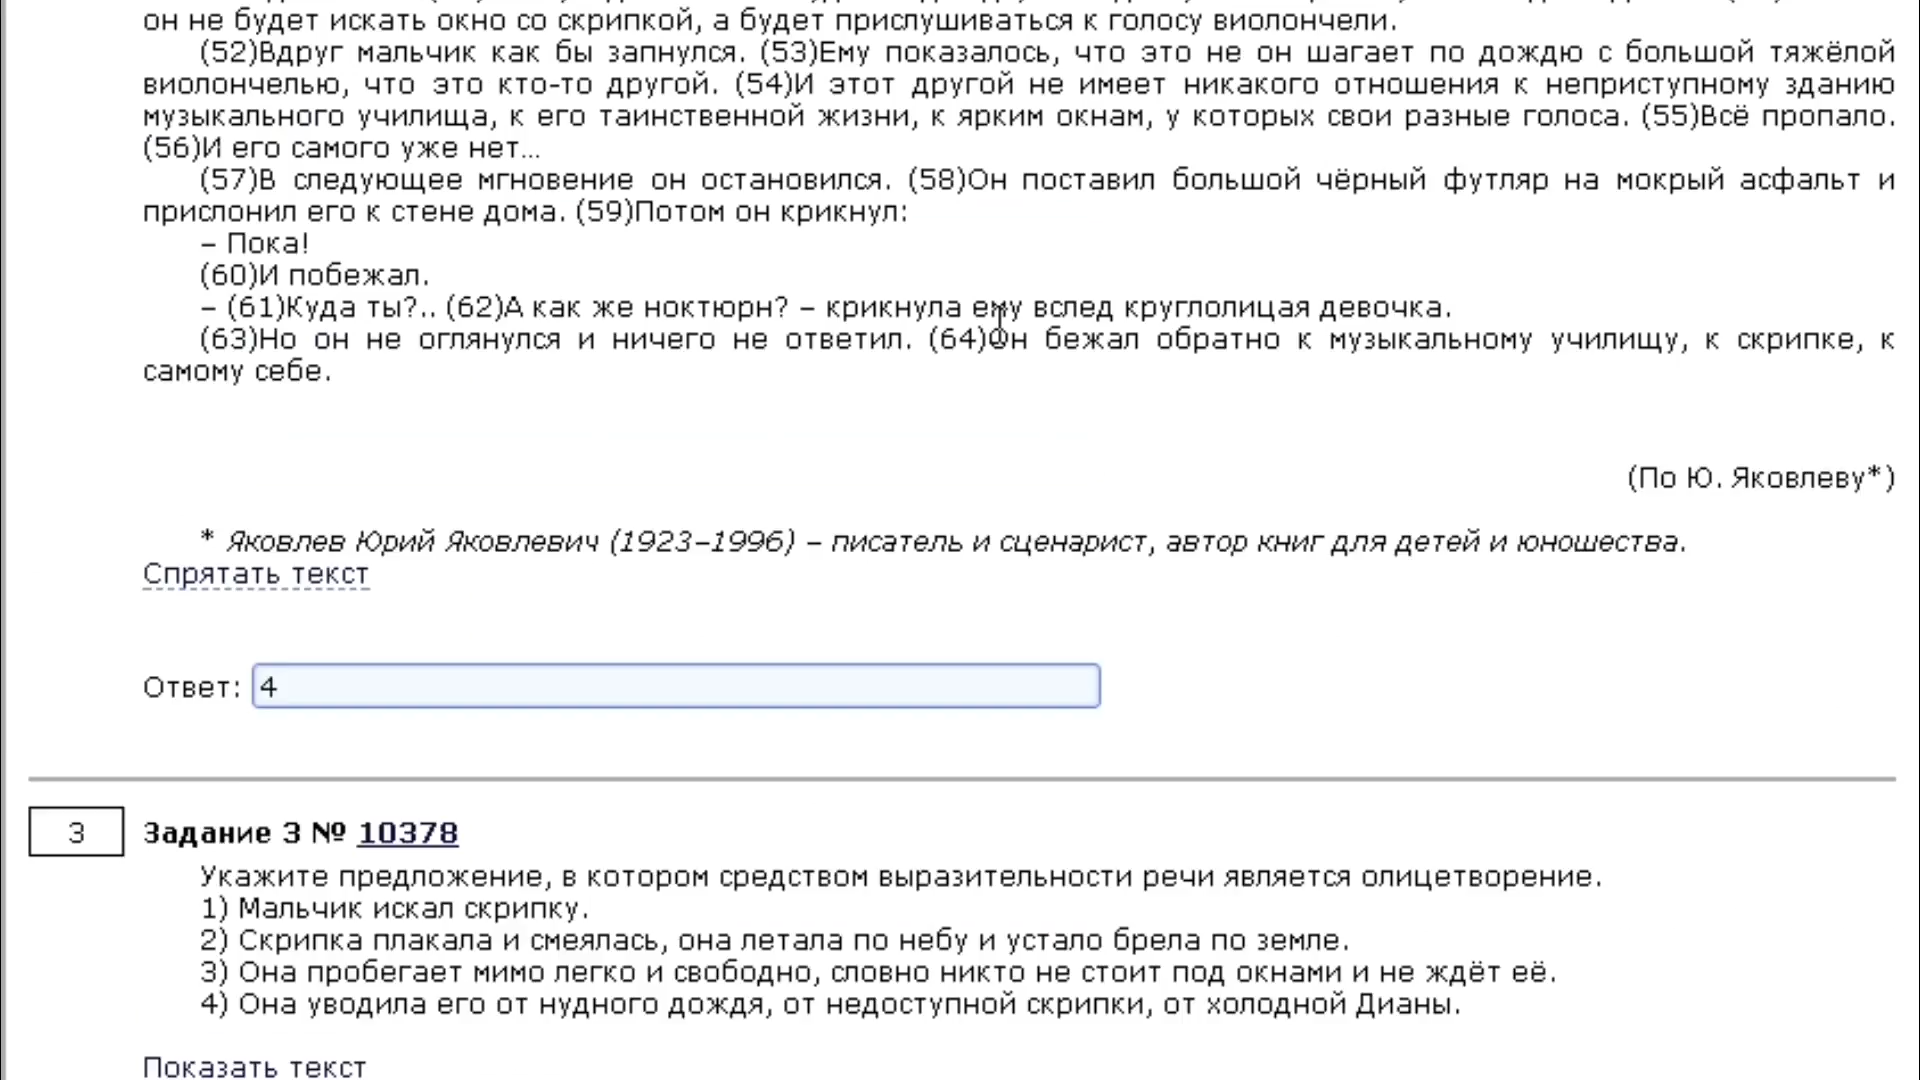 он не будет искать окно со скрипкой, а будет прислушиваться к голосу виолончели.
(52)Вдруг мальчик как бы запнулся. (53)Ему показалось, что это не он шагает по дождю с большой тяжёлой
виолончелью, что это кто-то другой. (54)И этот другой не имеет никакого отношения к неприступному зданию
музыкального училища, к его таинственной жизни, к ярким окнам, у которых свои разные голоса. (55)Всё пропало.
(56)И его самого уже нет...
(57)В следующее мгновение он остановился. (58)Он поставил большой чёрный футляр на мокрый асфальт и
прислонил его к стене дома. (59)Потом он крикнул:
– Пока!
(60)И побежал.
– (61)Куда ты?.. (62)А как же ноктюрн? – крикнула ему вслед круглолицая девочка.
(63)Но он не оглянулся и ничего не ответил. (64)Он бежал обратно к музыкальному училищу, к скрипке, к
самому себе.
(По Ю. Яковлеву*)
* Яковлев Юрий Яковлевич (1923–1996) – писатель и сценарист, автор книг для детей и юношества.
Спрятать текст
Ответ: 4
3 Задание 3 № 10378
Укажите предложение, в котором средством выразительности речи является олицетворение.
1) Мальчик искал скрипку.
2) Скрипка плакала и смеялась, она летала по небу и устало брела по земле.
3) Она пробегает мимо легко и свободно, словно никто не стоит под окнами и не ждёт её.
4) Она уводила его от нудного дождя, от недоступной скрипки, от холодной Дианы.
Показать текст